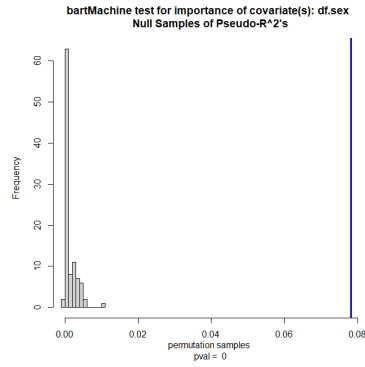 bartMachine test for importance of covariate(s): df.sex
Null Samples of Pseudo-R^2's
Frequency
60
50
40
30
20
10
0
0.00 0.02 0.04 0.06 0.08
permutation samples
pval = 0